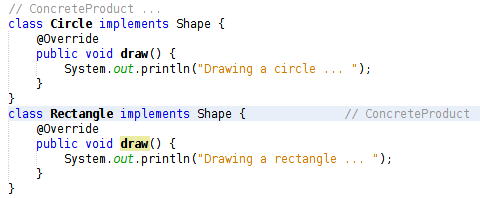 // ConcreteProduct ...
class Circle implements Shape {
    @Override
    public void draw() {
        System.out.println("Drawing a circle ... ");
    }
}
class Rectangle implements Shape {              // ConcreteProduct
    @Override
    public void draw() {
        System.out.println("Drawing a rectangle ... ");
    }
}